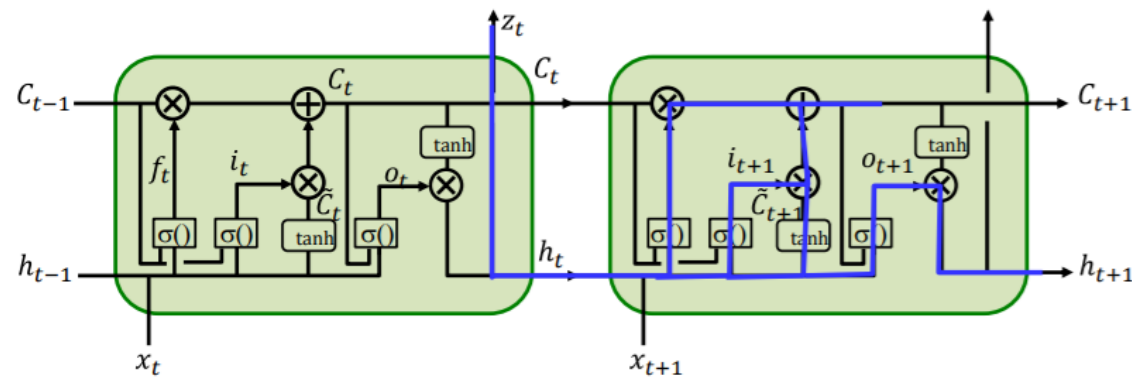 z_t
C_{t-1} C_t C_t C_{t+1}
tanh tanh
f_t i_t o_t i_{t+1} o_{t+1}
C̃_t C̃_{t+1}
σ() σ() tanh σ() σ() σ() tanh σ()
h_{t-1} h_t h_{t+1}
x_t x_{t+1}